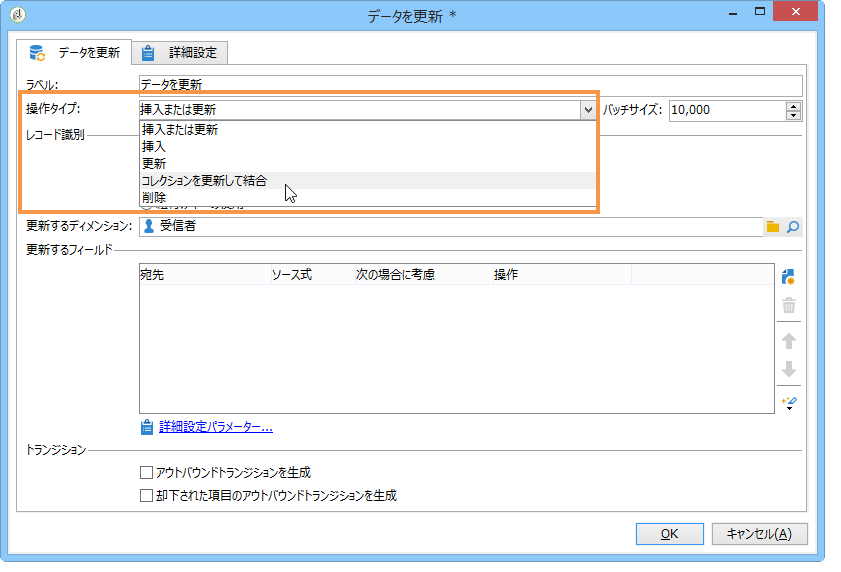 データを更新 *
データを更新
詳細設定
ラベル:
データを更新
操作タイプ:
挿入または更新
バッチサイズ:
10,000
挿入または更新
挿入
更新
コレクションを更新して結合
削除
レコード識別
更新するディメンション:
受信者
更新するフィールド
宛先 ソース式 次の場合に考慮 操作
詳細設定パラメーター...
トランジション
アウトバウンドトランジションを生成
却下された項目のアウトバウンドトランジションを生成
OK
キャンセル(A)